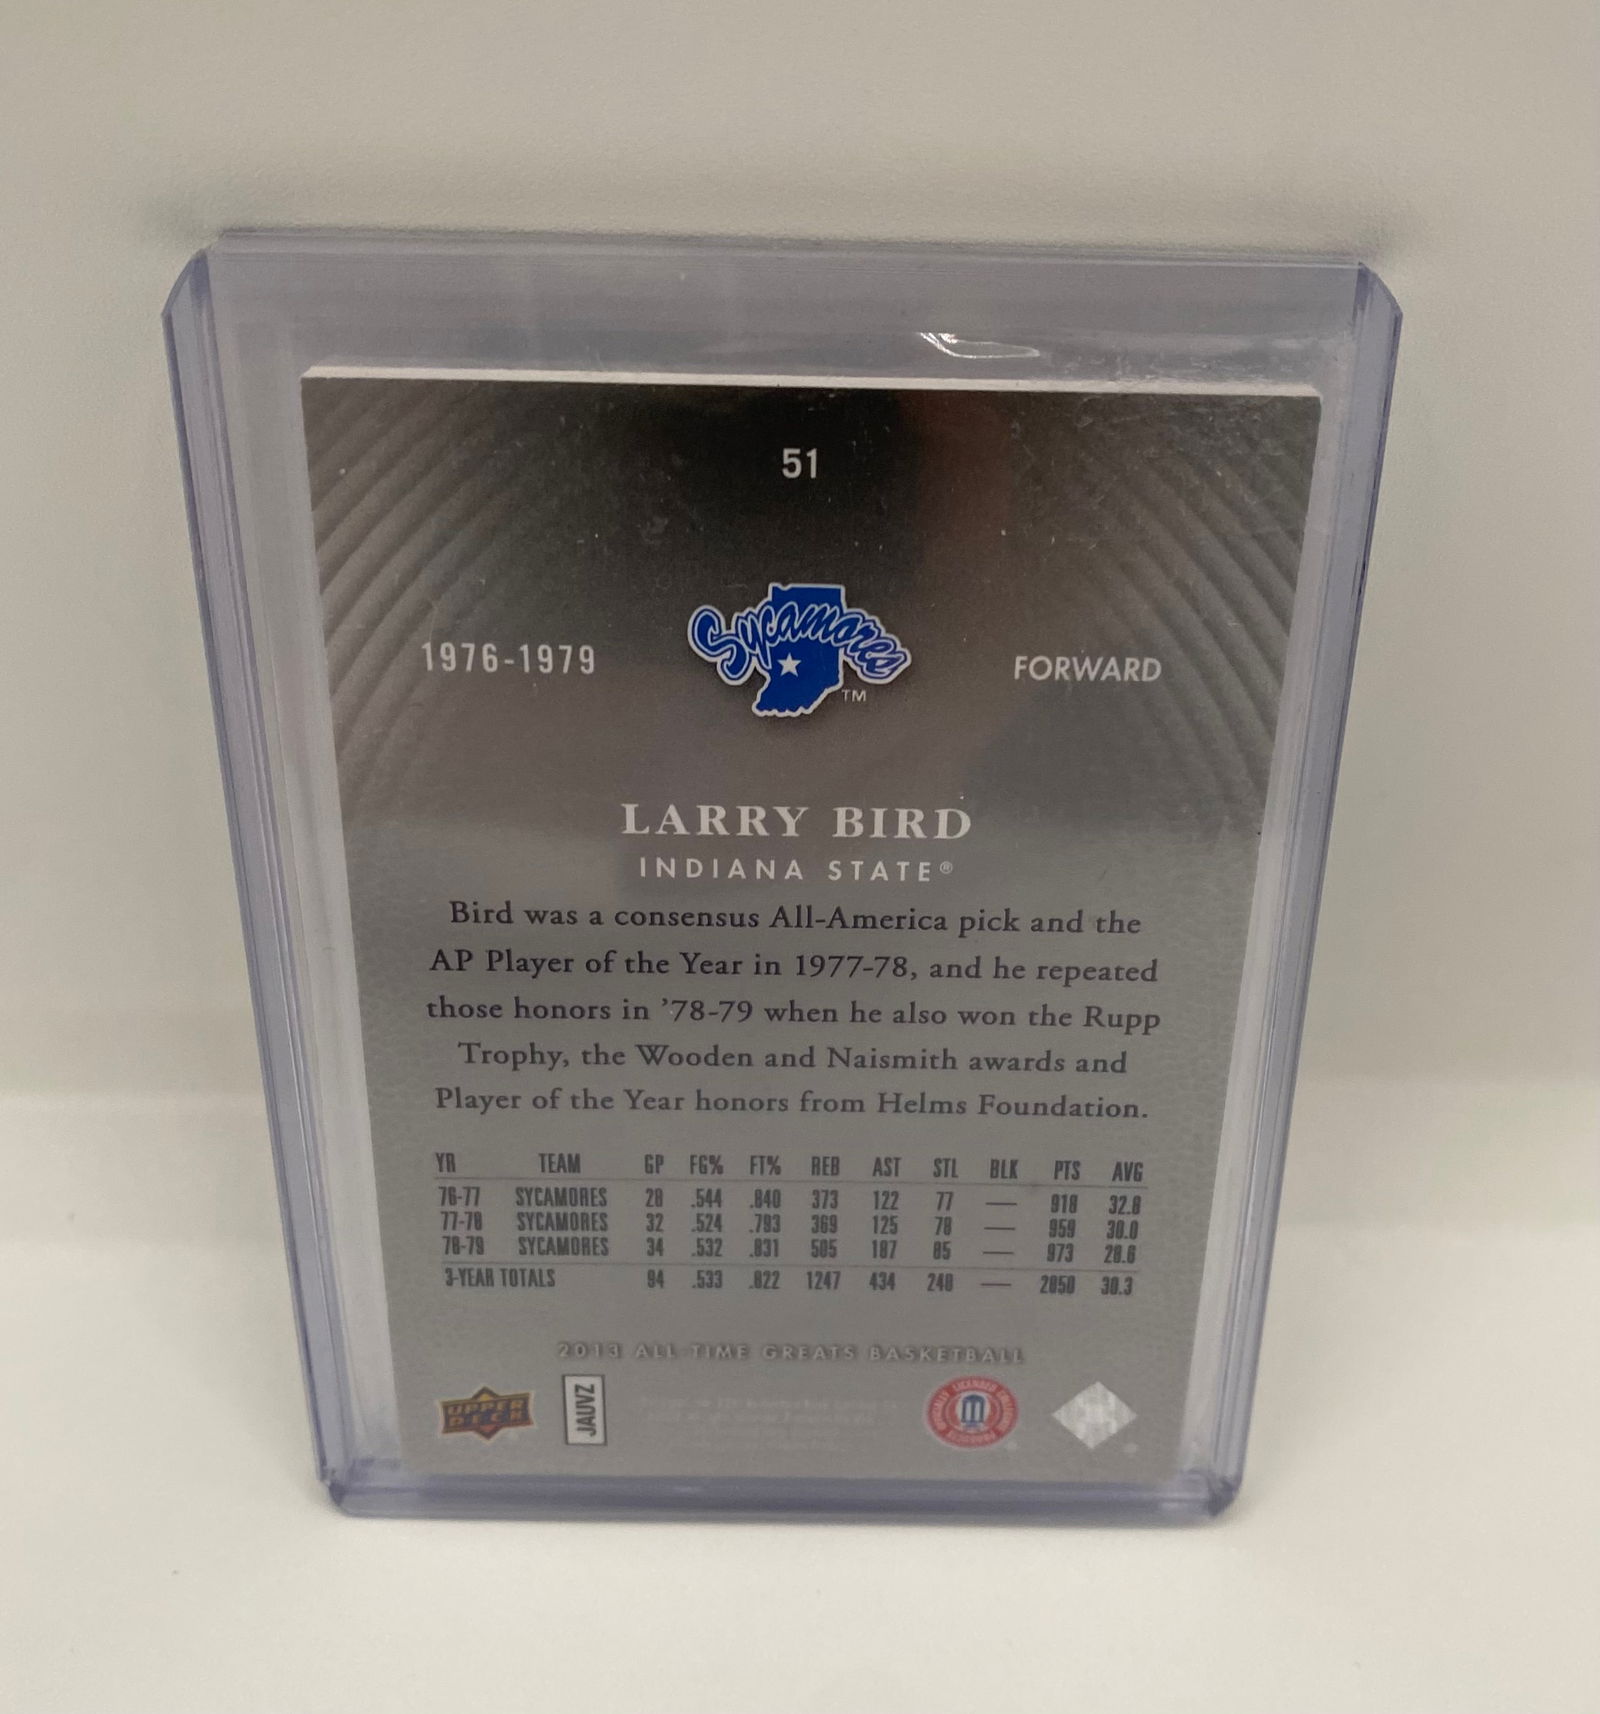 51
Sycamores
TM
1976-1979
FORWARD
LARRY BIRD
INDIANA STATE®
Bird was a consensus All-America pick and the
AP Player of the Year in 1977-78, and he repeated
those honors in ’78-79 when he also won the Rupp
Trophy, the Wooden and Naismith awards and
Player of the Year honors from Helms Foundation.
YR TEAM GP FG% FT% REB AST STL BLK PTS AVG
76-77 SYCAMORES 28 .544 .840 373 122 77 — 918 32.8
77-78 SYCAMORES 32 .524 .793 369 125 78 — 959 30.0
78-79 SYCAMORES 34 .532 .831 505 187 85 — 973 28.6
3-YEAR TOTALS 94 .533 .822 1247 434 240 — 2850 30.3
2013 ALL-TIME GREATS BASKETBALL
UPPER
DECK
JAUVZ
OFFICIALLY LICENSED COLLEGIATE